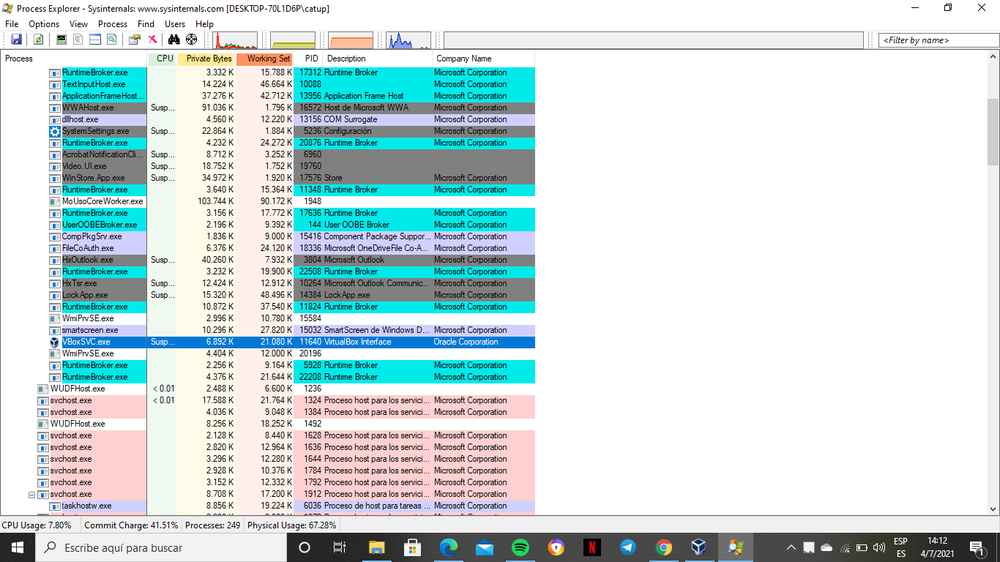 Process Explorer - Sysinternals: www.sysinternals.com [DESKTOP-70L1D6P\catup]
File Options View Process Find Users Help
<Filter by name>
Process CPU Private Bytes Working Set PID Description Company Name
RuntimeBroker.exe 3.332 K 15.788 K 17312 Runtime Broker Microsoft Corporation
TextInputHost.exe 14.224 K 46.664 K 10088
ApplicationFrameHost... 37.276 K 42.712 K 13956 Application Frame Host Microsoft Corporation
WWAHost.exe Susp... 91.036 K 1.796 K 16572 Host de Microsoft WWA Microsoft Corporation
dllhost.exe 4.560 K 12.220 K 13156 COM Surrogate Microsoft Corporation
SystemSettings.exe Susp... 22.864 K 1.884 K 5236 Configuración Microsoft Corporation
RuntimeBroker.exe 4.232 K 24.272 K 20876 Runtime Broker Microsoft Corporation
AcrobatNotificationCli... Susp... 8.712 K 3.252 K 6960
Video.UI.exe Susp... 18.752 K 1.752 K 19760
WinStore.App.exe Susp... 34.972 K 1.920 K 17576 Store Microsoft Corporation
RuntimeBroker.exe 3.640 K 15.364 K 11348 Runtime Broker Microsoft Corporation
MoUsoCoreWorker.exe 103.744 K 90.172 K 1948
RuntimeBroker.exe 3.156 K 17.772 K 17636 Runtime Broker Microsoft Corporation
UserOOBEBroker.exe 2.196 K 9.392 K 144 User OOBE Broker Microsoft Corporation
CompPkgSrv.exe 1.836 K 9.000 K 15416 Component Package Suppor... Microsoft Corporation
FileCoAuth.exe 6.376 K 24.120 K 18336 Microsoft OneDriveFile Co-A... Microsoft Corporation
HxOutlook.exe Susp... 40.260 K 7.932 K 3804 Microsoft Outlook Microsoft Corporation
RuntimeBroker.exe 3.232 K 19.900 K 22508 Runtime Broker Microsoft Corporation
HxTsr.exe Susp... 12.424 K 12.912 K 10264 Microsoft Outlook Communic... Microsoft Corporation
LockApp.exe Susp... 15.320 K 48.496 K 14384 LockApp.exe Microsoft Corporation
RuntimeBroker.exe 10.872 K 37.540 K 11824 Runtime Broker Microsoft Corporation
WmiPrvSE.exe 2.996 K 10.780 K 15584
smartscreen.exe 10.296 K 27.820 K 15032 SmartScreen de Windows D... Microsoft Corporation
VBoxSVC.exe Susp... 6.892 K 21.080 K 11640 VirtualBox Interface Oracle Corporation
WmiPrvSE.exe 4.404 K 12.000 K 20196
RuntimeBroker.exe 2.256 K 9.164 K 5928 Runtime Broker Microsoft Corporation
RuntimeBroker.exe 4.376 K 21.644 K 22208 Runtime Broker Microsoft Corporation
WUDFHost.exe < 0.01 2.488 K 6.600 K 1236
svchost.exe < 0.01 17.588 K 21.764 K 1324 Proceso host para los servici... Microsoft Corporation
svchost.exe 4.036 K 9.048 K 1384 Proceso host para los servici... Microsoft Corporation
WUDFHost.exe 8.256 K 18.252 K 1492
svchost.exe 2.128 K 8.440 K 1628 Proceso host para los servici... Microsoft Corporation
svchost.exe 2.820 K 12.964 K 1636 Proceso host para los servici... Microsoft Corporation
svchost.exe 3.296 K 12.280 K 1644 Proceso host para los servici... Microsoft Corporation
svchost.exe 2.928 K 10.376 K 1784 Proceso host para los servici... Microsoft Corporation
svchost.exe 3.152 K 12.332 K 1792 Proceso host para los servici... Microsoft Corporation
svchost.exe 8.708 K 17.200 K 1912 Proceso host para los servici... Microsoft Corporation
taskhostw.exe 8.856 K 19.224 K 6036 Proceso de host para tareas ... Microsoft Corporation
CPU Usage: 7.80% Commit Charge: 41.51% Processes: 249 Physical Usage: 67.28%
Escribe aquí para buscar
ESP 14:12
ES 4/7/2021
1